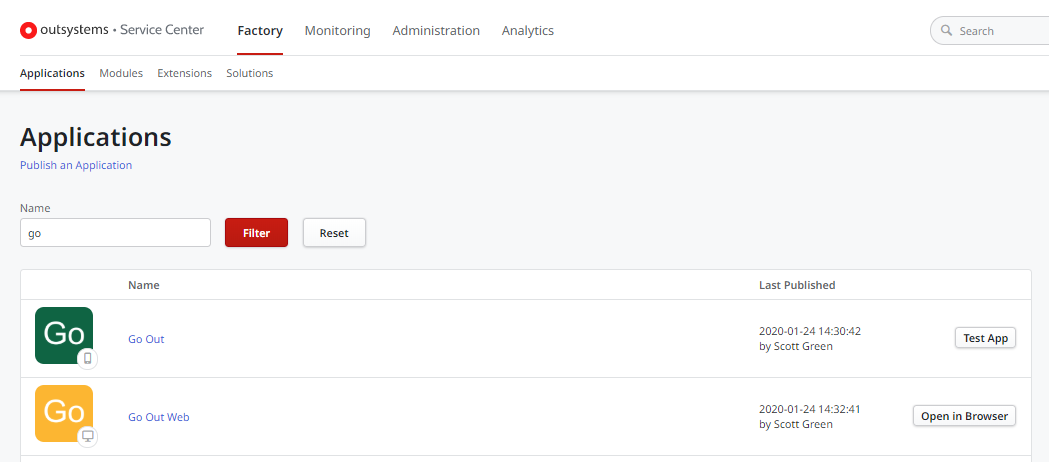 outsystems • Service Center Factory Monitoring Administration Analytics Search
Applications Modules Extensions Solutions
Applications
Publish an Application
Name
go Filter Reset
Name Last Published
Go
Go Out
2020-01-24 14:30:42
by Scott Green
Test App
Go
Go Out Web
2020-01-24 14:32:41
by Scott Green
Open in Browser